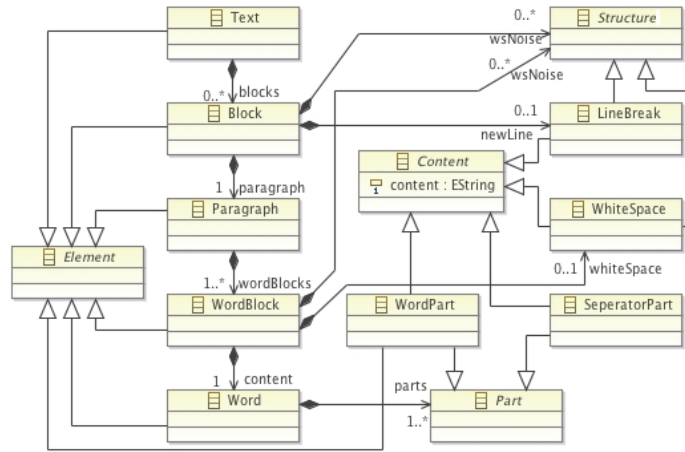 Text
0..*
Structure
wsNoise
0..*
wsNoise
0..*
blocks
Block
0..1
LineBreak
newLine
Content
content : EString
1
paragraph
Paragraph
WhiteSpace
Element
0..1
whiteSpace
1..*
wordBlocks
WordBlock
WordPart
SeperatorPart
1
content
Word
parts
Part
1..*